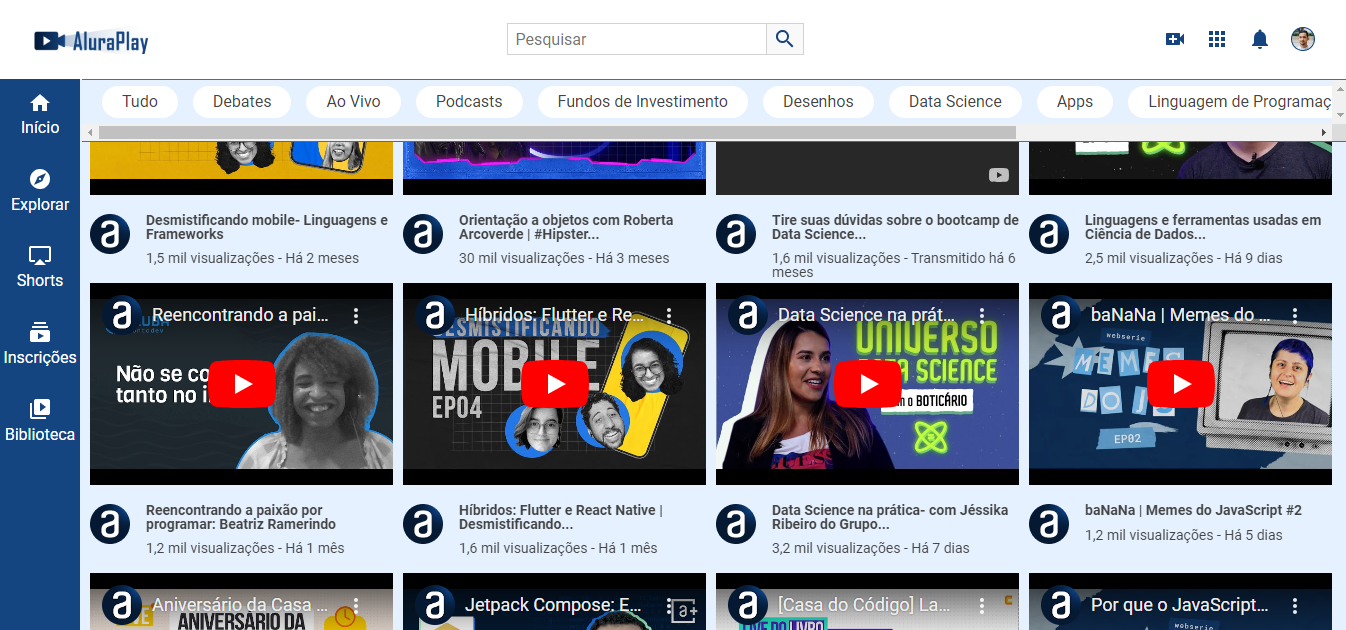 AluraPlay
Pesquisar
Tudo
Debates
Ao Vivo
Podcasts
Fundos de Investimento
Desenhos
Data Science
Apps
Linguagem de Programaç
Início
Explorar
Shorts
Inscrições
Biblioteca
Desmistificando mobile- Linguagens e
Frameworks
1,5 mil visualizações - Há 2 meses
Orientação a objetos com Roberta
Arcoverde | #Hipster...
30 mil visualizações - Há 3 meses
Tire suas dúvidas sobre o bootcamp de
Data Science...
1,6 mil visualizações - Transmitido há 6
meses
Linguagens e ferramentas usadas em
Ciência de Dados...
2,5 mil visualizações - Há 9 dias
a Reencontrando a pai...
Não se co
tanto no i
a Híbridos: Flutter e Re...
DESMISTIFICANDO
MOBILE
EP04
a Data Science na prát...
UNIVERSO
TA SCIENCE
m o BOTICÁRIO
a baNaNa | Memes do ...
webserie
MEMES
DO JS
EP02
a
Reencontrando a paixão por
programar: Beatriz Ramerindo
1,2 mil visualizações - Há 1 mês
a
Híbridos: Flutter e React Native |
Desmistificando...
1,6 mil visualizações - Há 1 mês
a
Data Science na prática- com Jéssika
Ribeiro do Grupo...
3,2 mil visualizações - Há 7 dias
a
baNaNa | Memes do JavaScript #2
1,2 mil visualizações - Há 5 dias
a Aniversário da Casa ...
ANIVERSÁRIO DA
a Jetpack Compose: E...
a+
a [Casa do Código] La...
LIVE DO LIVRO
a Por que o JavaScript...
webserie